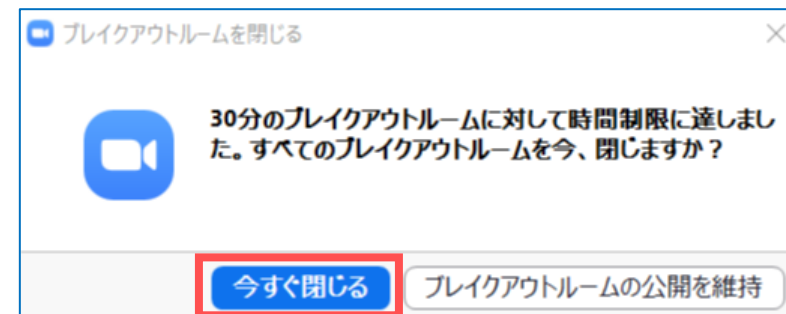 ブレイクアウトルームを閉じる
30分のブレイクアウトルームに対して時間制限に達しまし
た。すべてのブレイクアウトルームを今、閉じますか？
今すぐ閉じる
ブレイクアウトルームの公開を維持